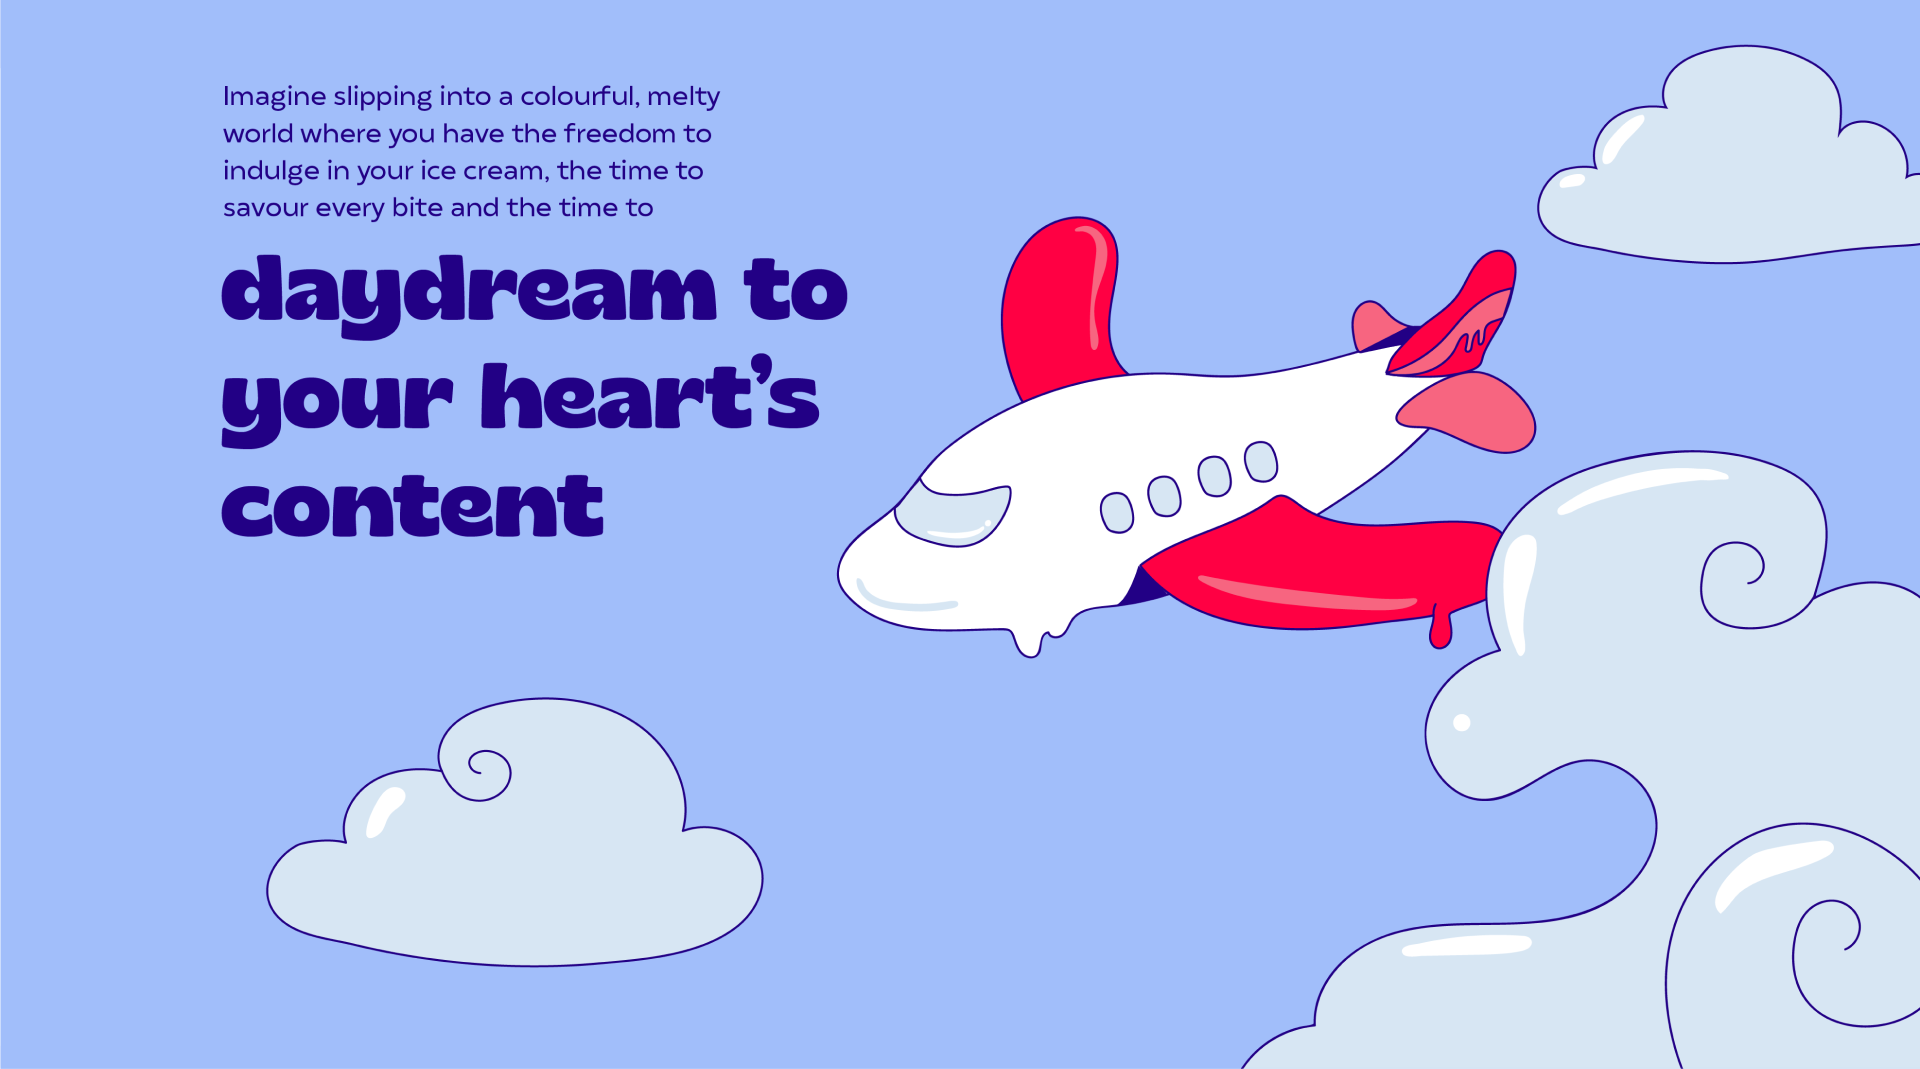 Imagine slipping into a colourful, melty
world where you have the freedom to
indulge in your ice cream, the time to
savour every bite and the time to
daydream to
your heart’s
content